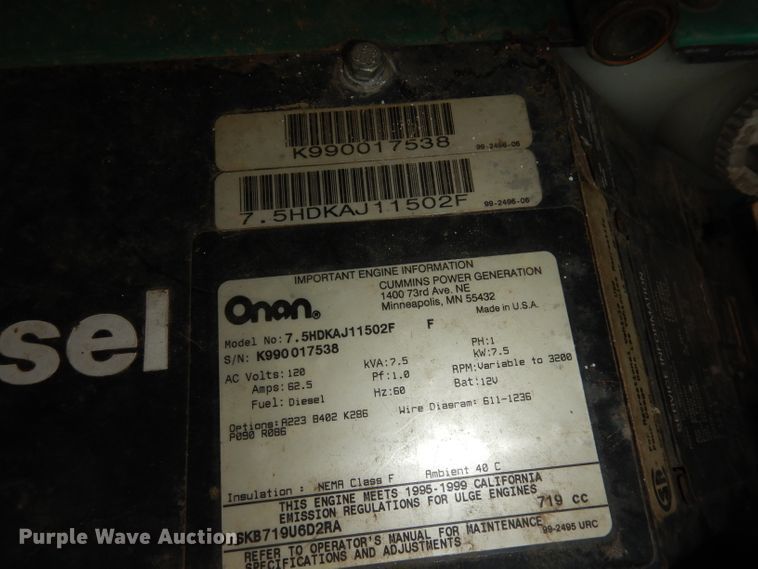 K990017538
99-2496-06
7.5HDKAJ11502F
99-2496-06
sel
IMPORTANT ENGINE INFORMATION
Onan®
CUMMINS POWER GENERATION
1400 73rd Ave. NE
Minneapolis, MN 55432
Made in U.S.A.
Model No: 7.5HDKAJ11502F F
S/N: K990017538
AC Volts: 120 kVA: 7.5 PH: 1
Amps: 62.5 Pf: 1.0 KW: 7.5
Fuel: Diesel Hz: 60 RPM: Variable to 3200
Bat: 12V
Options: A223 B402 K286
P090 R086
Wire Diagram: 611-1236
Insulation : NEMA Class F Ambient 40 C
THIS ENGINE MEETS 1995-1999 CALIFORNIA
EMISSION REGULATIONS FOR ULGE ENGINES
SKB719U6D2RA 719 cc
REFER TO OPERATOR'S MANUAL FOR MAINTENANCE
SPECIFICATIONS AND ADJUSTMENTS
99-2495 URC
Purple Wave Auction